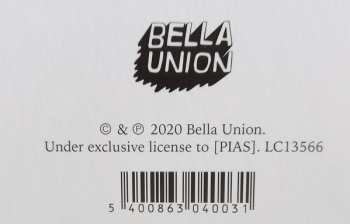 BELLA
UNION
© & ℗ 2020 Bella Union.
Under exclusive license to [PIAS]. LC13566
5 400863 040031